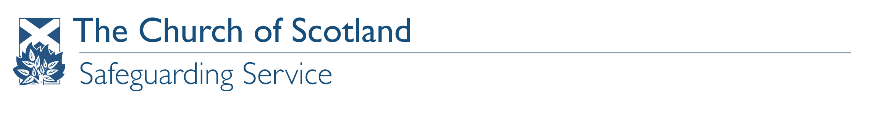 The Church of Scotland
Safeguarding Service